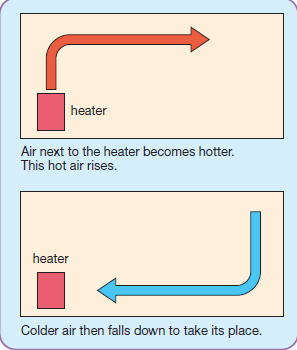 heater
Air next to the heater becomes hotter.
This hot air rises.
heater
Colder air then falls down to take its place.